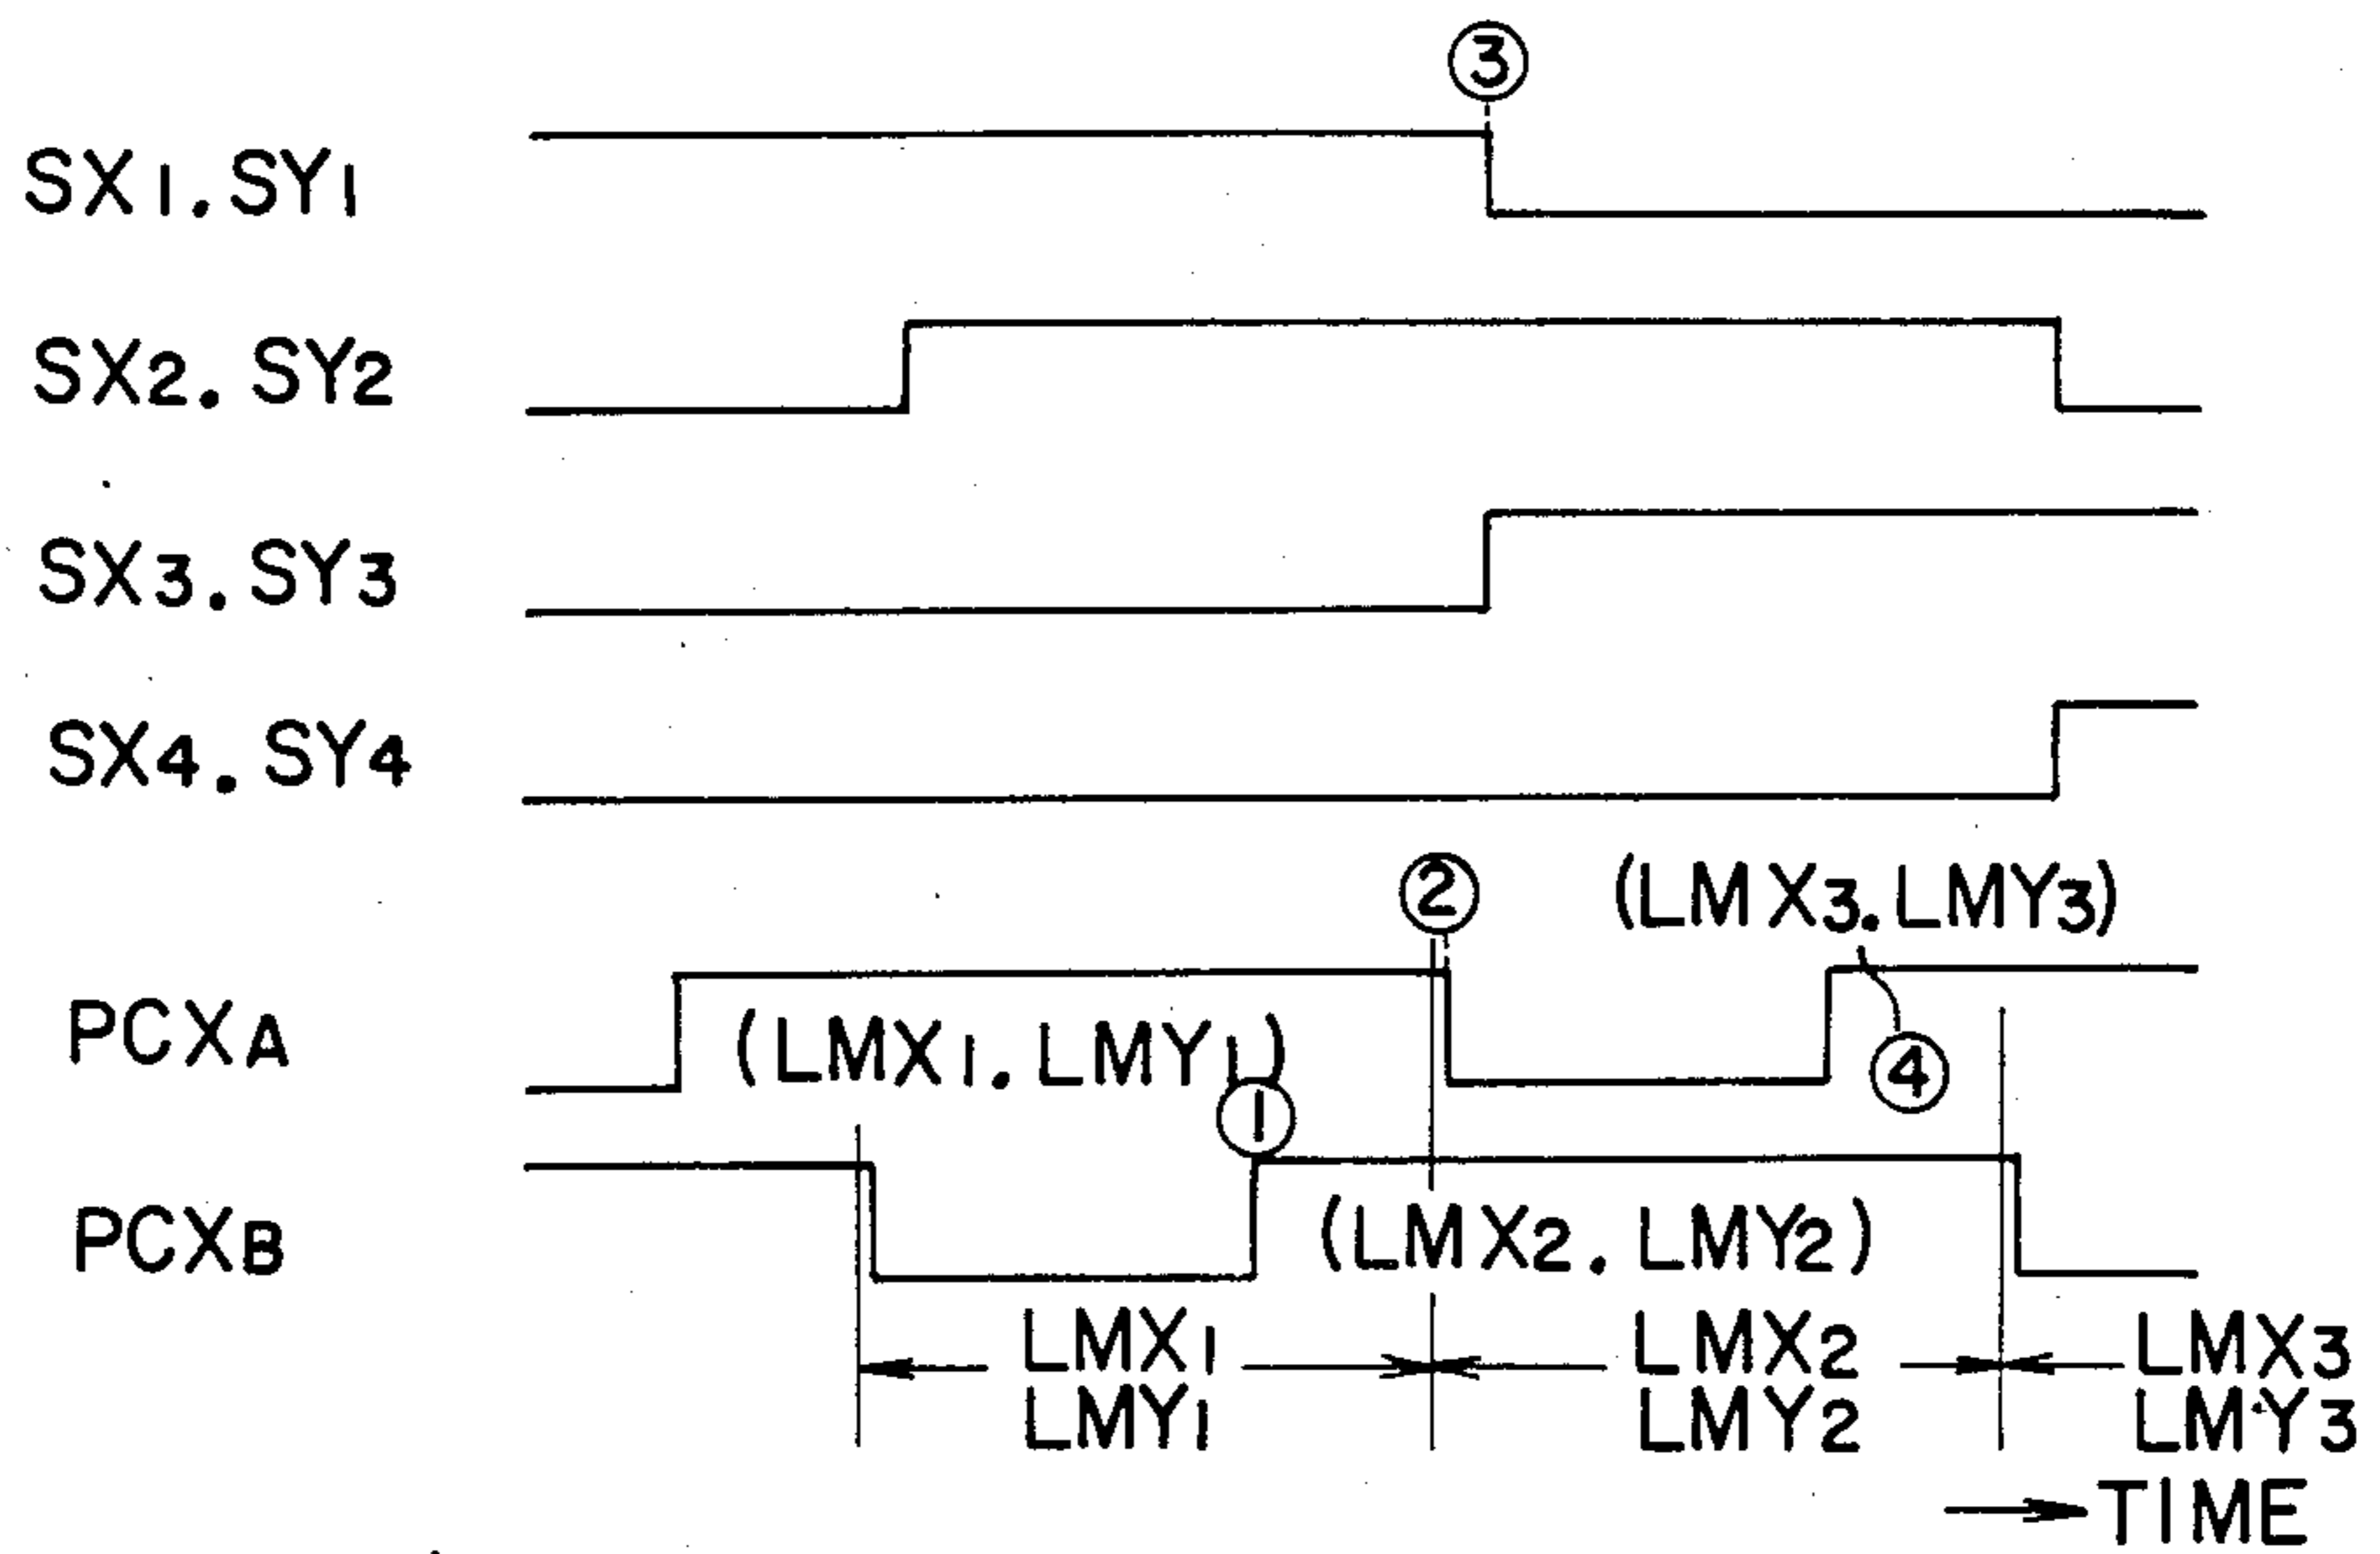 ③
SX1.SY1
SX2.SY2
SX3.SY3
SX4.SY4
② (LMX3.LMY3)
PCXA
(LMX1.LMY1)
④
①
PCXB
(LMX2.LMY2)
LMX1 LMX2 LMX3
LMY1 LMY2 LMY3
TIME